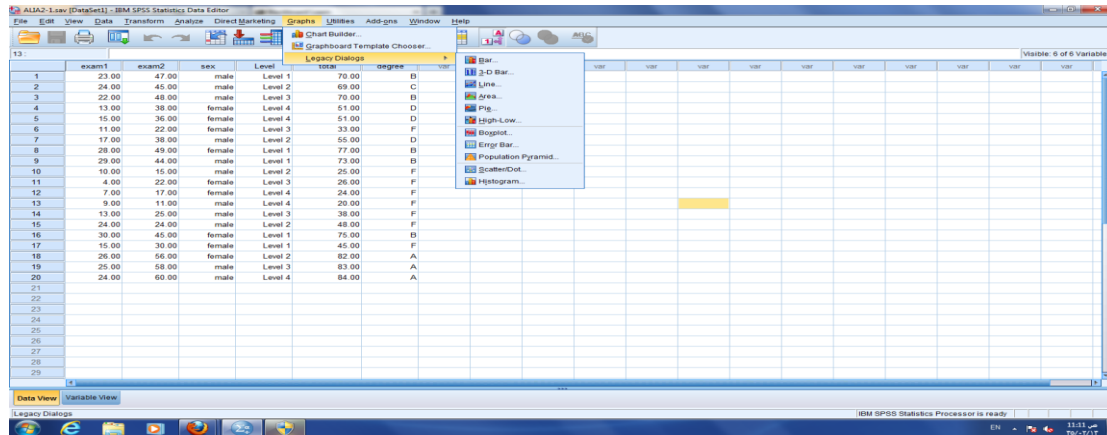 ALIA2-1.sav [DataSet1] - IBM SPSS Statistics Data Editor
File Edit View Data Transform Analyze Direct Marketing Graphs Utilities Add-ons Window Help
Chart Builder...
Graphboard Template Chooser...
Legacy Dialogs
Bar...
3-D Bar...
Line...
Area...
Pie...
High-Low...
Boxplot...
Error Bar...
Population Pyramid...
Scatter/Dot...
Histogram...
13 : Visible: 6 of 6 Variable
exam1 exam2 sex Level total degree var var var var var var var var var
1 23.00 47.00 male Level 1 70.00 B
2 24.00 45.00 male Level 2 69.00 C
3 22.00 48.00 male Level 3 70.00 B
4 13.00 38.00 female Level 4 51.00 D
5 15.00 36.00 female Level 4 51.00 D
6 11.00 22.00 female Level 3 33.00 F
7 17.00 38.00 female Level 2 55.00 D
8 28.00 49.00 female Level 1 77.00 B
9 29.00 44.00 male Level 1 73.00 B
10 10.00 15.00 male Level 2 25.00 F
11 4.00 22.00 female Level 3 26.00 F
12 7.00 17.00 female Level 4 24.00 F
13 9.00 11.00 male Level 4 20.00 F
14 13.00 25.00 male Level 3 38.00 F
15 24.00 24.00 male Level 2 48.00 F
16 30.00 45.00 female Level 1 75.00 B
17 15.00 30.00 female Level 1 45.00 F
18 26.00 56.00 female Level 2 82.00 A
19 25.00 58.00 male Level 3 83.00 A
20 24.00 60.00 male Level 4 84.00 A
21
22
23
24
25
26
27
28
29
Data View Variable View
Legacy Dialogs IBM SPSS Statistics Processor is ready
EN 11:11 ص